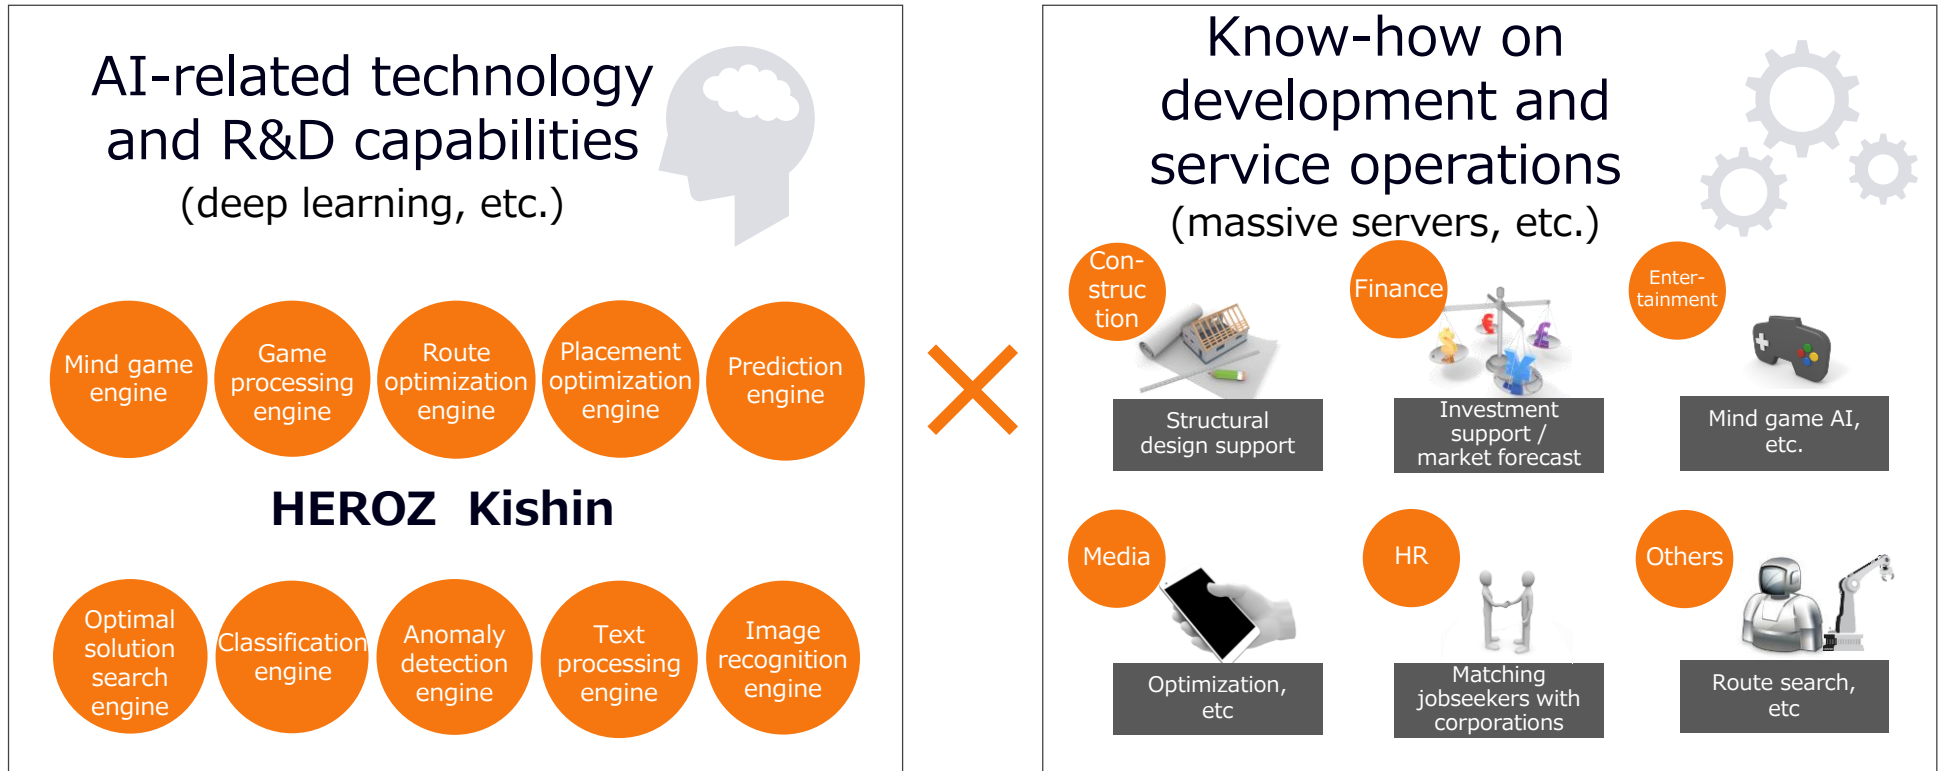 AI-related technology
and R&D capabilities
(deep learning, etc.)
Mind game
engine
Game
processing
engine
Route
optimization
engine
Placement
optimization
engine
Prediction
engine
HEROZ Kishin
Optimal
solution
search
engine
Classification
engine
Anomaly
detection
engine
Text
processing
engine
Image
recognition
engine
Know-how on
development and
service operations
(massive servers, etc.)
Con-
struc
tion
Structural
design support
Finance
Investment
support /
market forecast
Enter-
tainment
Mind game AI,
etc.
Media
Optimization,
etc
HR
Matching
jobseekers with
corporations
Others
Route search,
etc